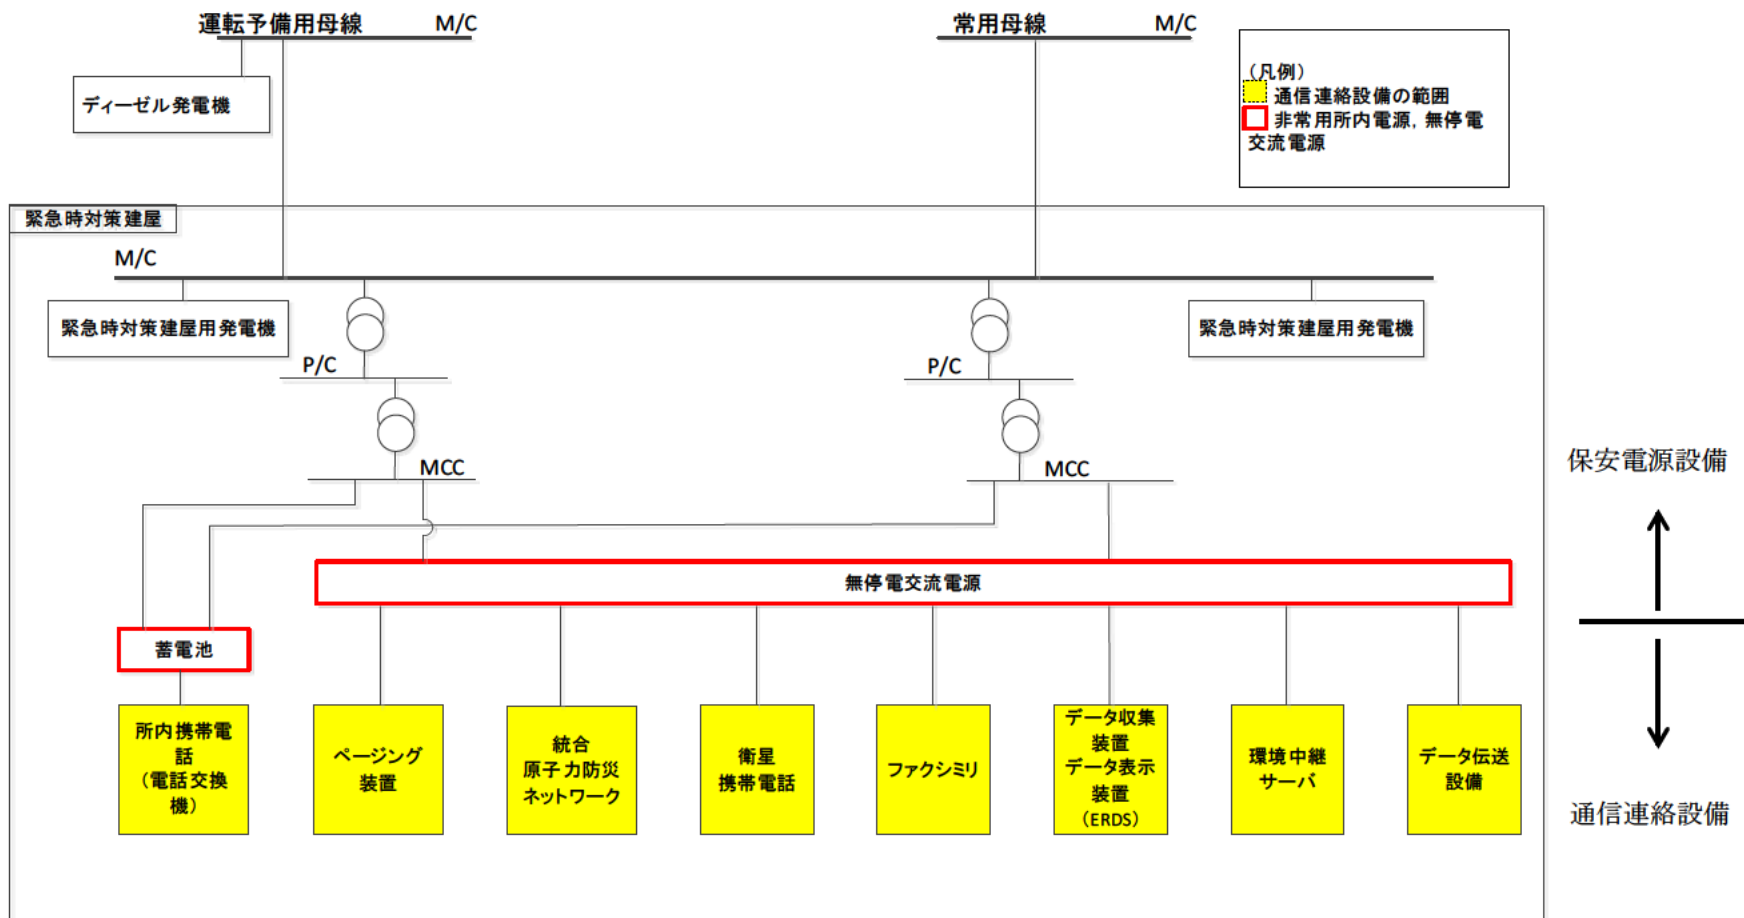 運転予備用母線 M/C
常用母線 M/C
ディーゼル発電機
（凡例）
通信連絡設備の範囲
非常用所内電源，無停電
交流電源
緊急時対策建屋
M/C
緊急時対策建屋用発電機
緊急時対策建屋用発電機
P/C
P/C
MCC
MCC
保安電源設備
無停電交流電源
蓄電池
所内携帯電
話
（電話交換
機）
ページング
装置
統合
原子力防災
ネットワーク
衛星
携帯電話
ファクシミリ
データ収集
装置
データ表示
装置
（ERDS）
環境中継
サーバ
データ伝送
設備
通信連絡設備